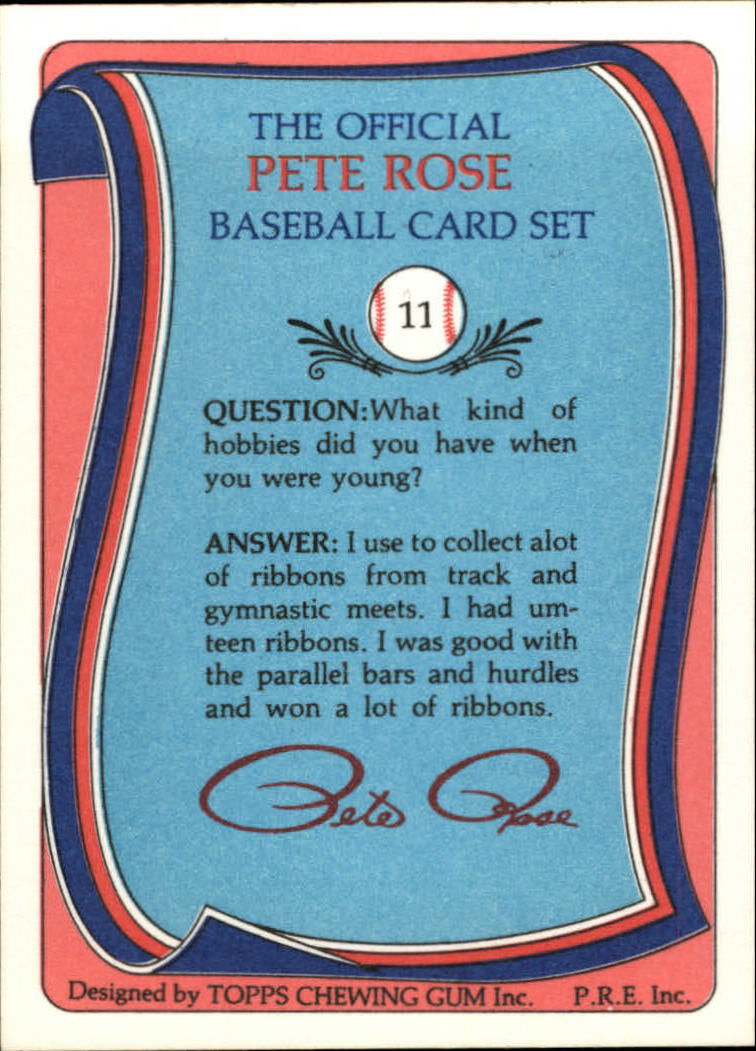 THE OFFICIAL
PETE ROSE
BASEBALL CARD SET
11
QUESTION:What kind of
hobbies did you have when
you were young?
ANSWER: I use to collect alot
of ribbons from track and
gymnastic meets. I had um-
teen ribbons. I was good with
the parallel bars and hurdles
and won a lot of ribbons.
Pete Rose
Designed by TOPPS CHEWING GUM Inc. P.R.E. Inc.